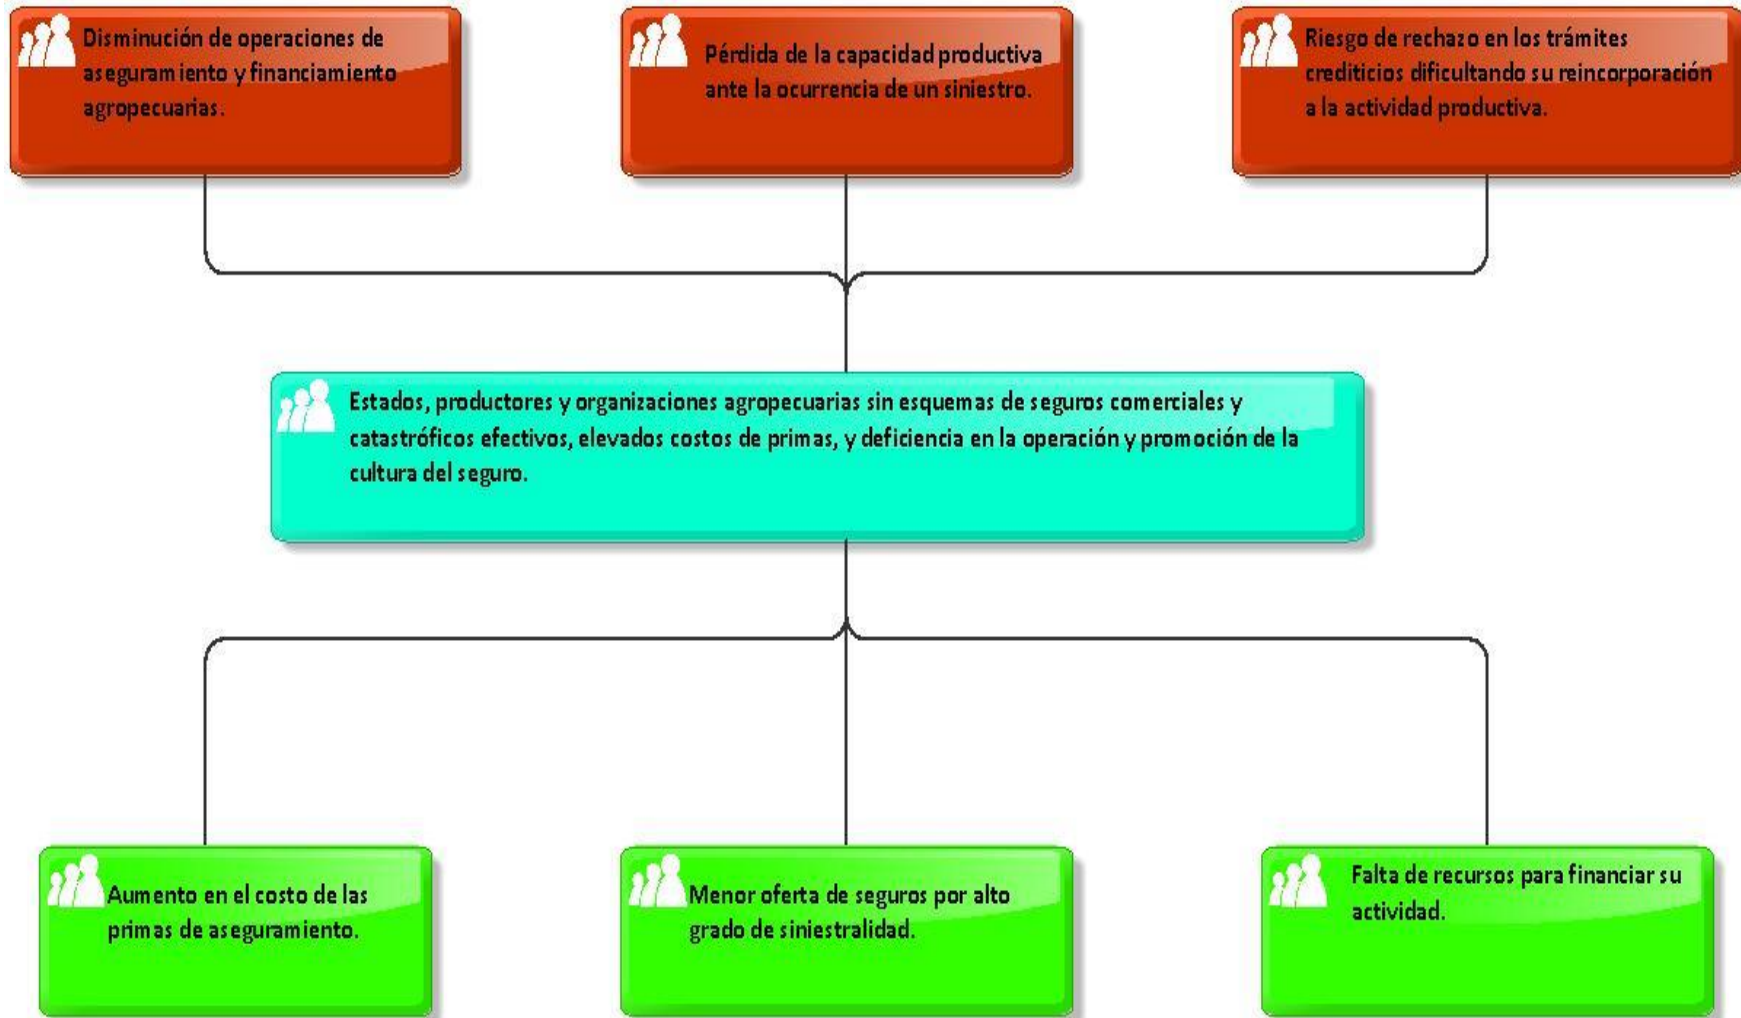 Disminución de operaciones de
aseguramiento y financiamiento
agropecuarias.
Pérdida de la capacidad productiva
ante la ocurrencia de un siniestro.
Riesgo de rechazo en los trámites
crediticios dificultando su reincorporación
a la actividad productiva.
Estados, productores y organizaciones agropecuarias sin esquemas de seguros comerciales y
catastróficos efectivos, elevados costos de primas, y deficiencia en la operación y promoción de la
cultura del seguro.
Aumento en el costo de las
primas de aseguramiento.
Menor oferta de seguros por alto
grado de siniestralidad.
Falta de recursos para financiar su
actividad.